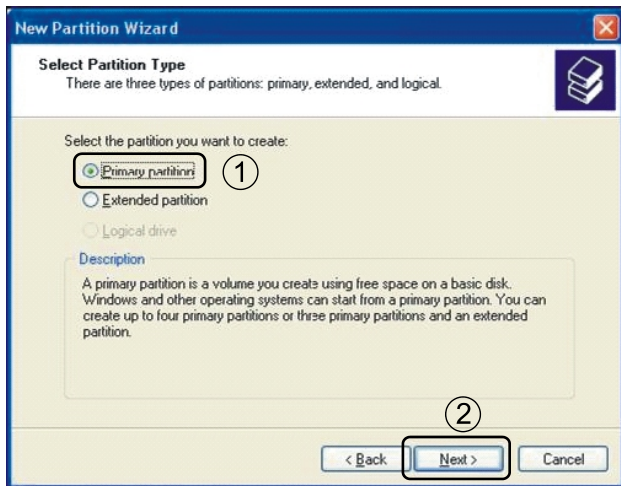 New Partition Wizard
Select Partition Type
There are three types of partitions: primary, extended, and logical.
Select the partition you want to create:
Primary partition
1
Extended partition
Logical drive
Description
A primary partition is a volume you create using free space on a basic disk.
Windows and other operating systems can start from a primary partition. You can
create up to four primary partitions or three primary partitions and an extended
partition.
2
< Back
Next >
Cancel